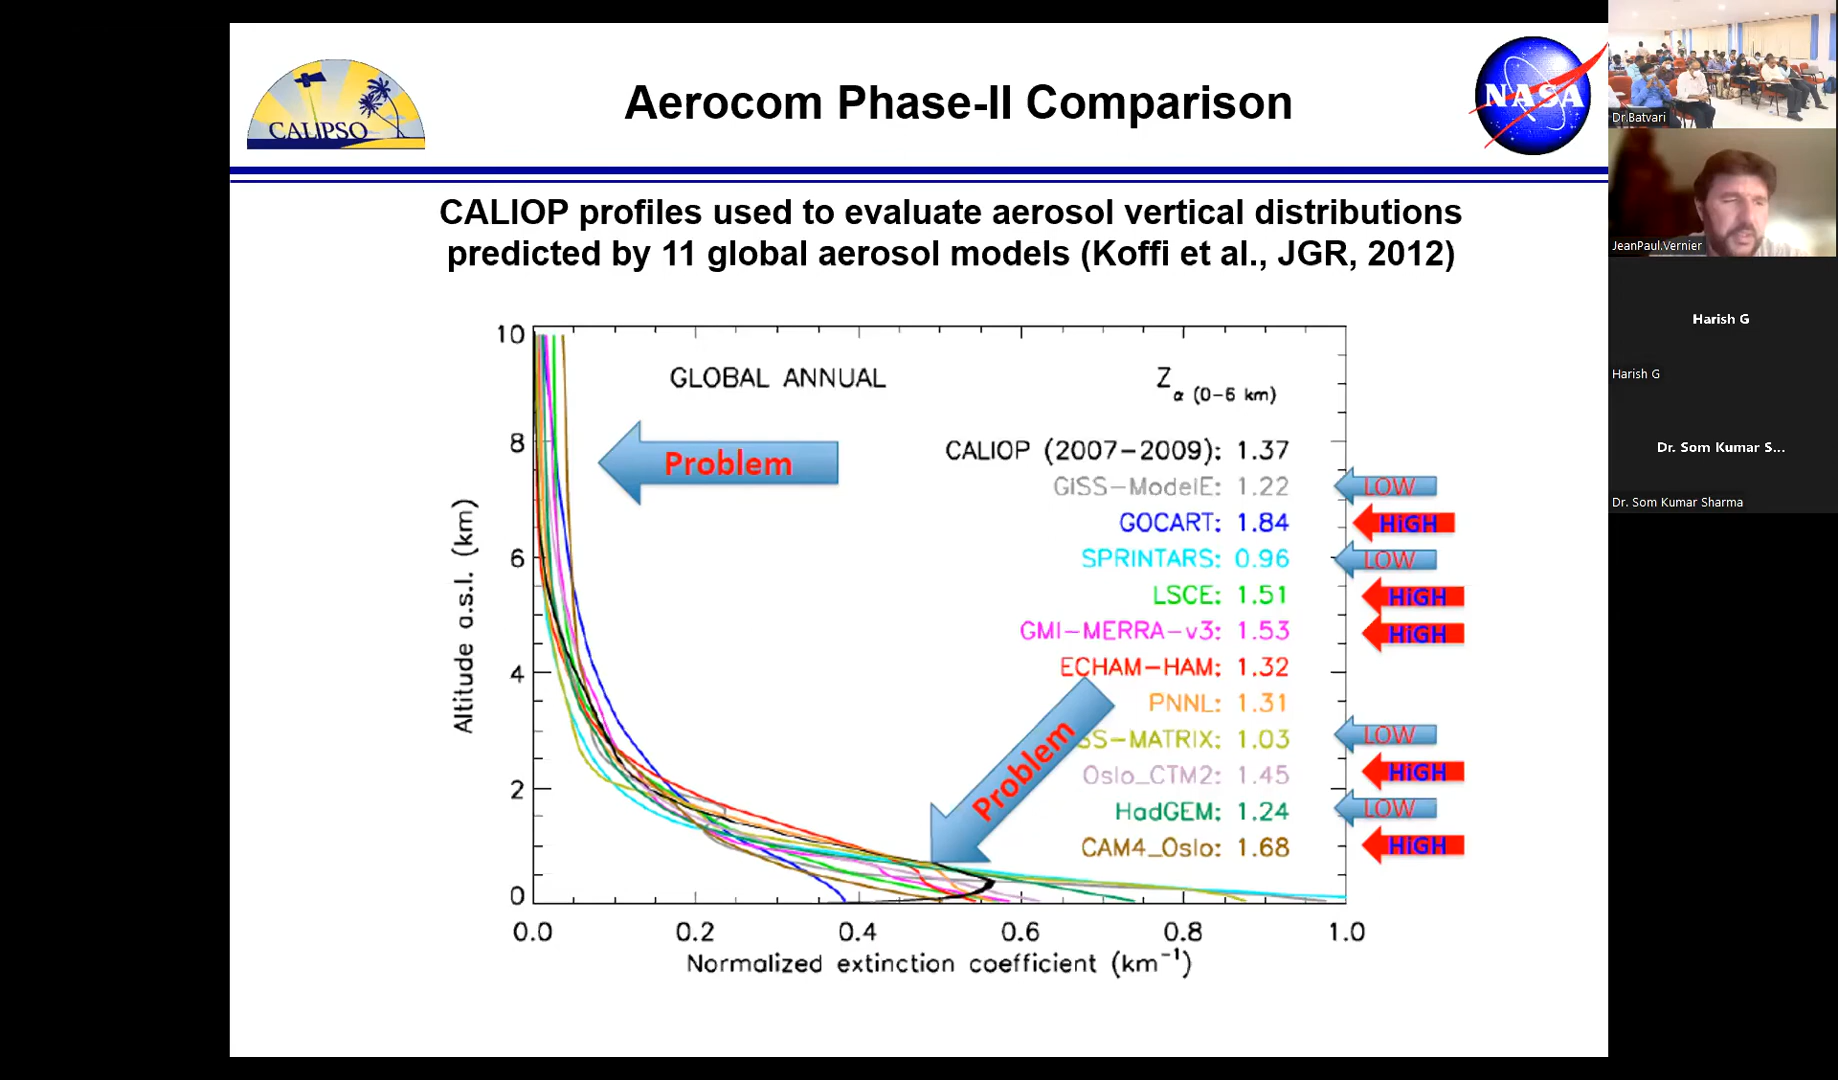 CALIPSO
Aerocom Phase-II Comparison
NASA
CALIOP profiles used to evaluate aerosol vertical distributions
predicted by 11 global aerosol models (Koffi et al., JGR, 2012)
GLOBAL ANNUAL
Z α (0-6 km)
Problem
CALIOP (2007-2009): 1.37
GISS-ModelE: 1.22
LOW
GOCART: 1.84
HiGH
SPRINTARS: 0.96
LOW
LSCE: 1.51
HiGH
GMI-MERRA-v3: 1.53
HiGH
ECHAM-HAM: 1.32
PNNL: 1.31
Problem
SS-MATRIX: 1.03
LOW
Oslo_CTM2: 1.45
HiGH
HadGEM: 1.24
LOW
CAM4_Oslo: 1.68
HiGH
10
8
6
4
2
0
Altitude a.s.l. (km)
0.0 0.2 0.4 0.6 0.8 1.0
Normalized extinction coefficient (km⁻¹)
Dr.Batvari
JeanPaul.Vernier
Harish G
Harish G
Dr. Som Kumar S...
Dr. Som Kumar Sharma